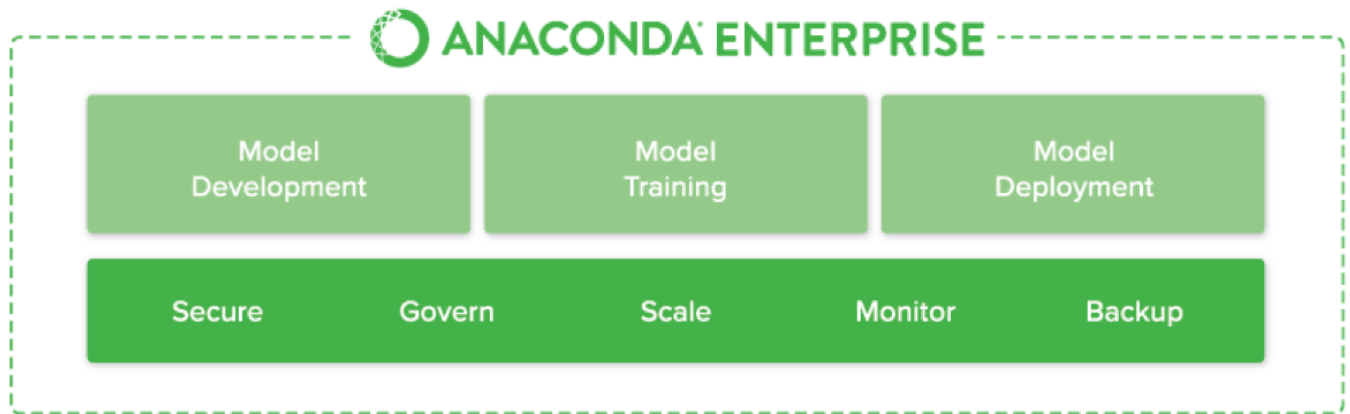 ANACONDA® ENTERPRISE
Model
Development
Model
Training
Model
Deployment
Secure Govern Scale Monitor Backup